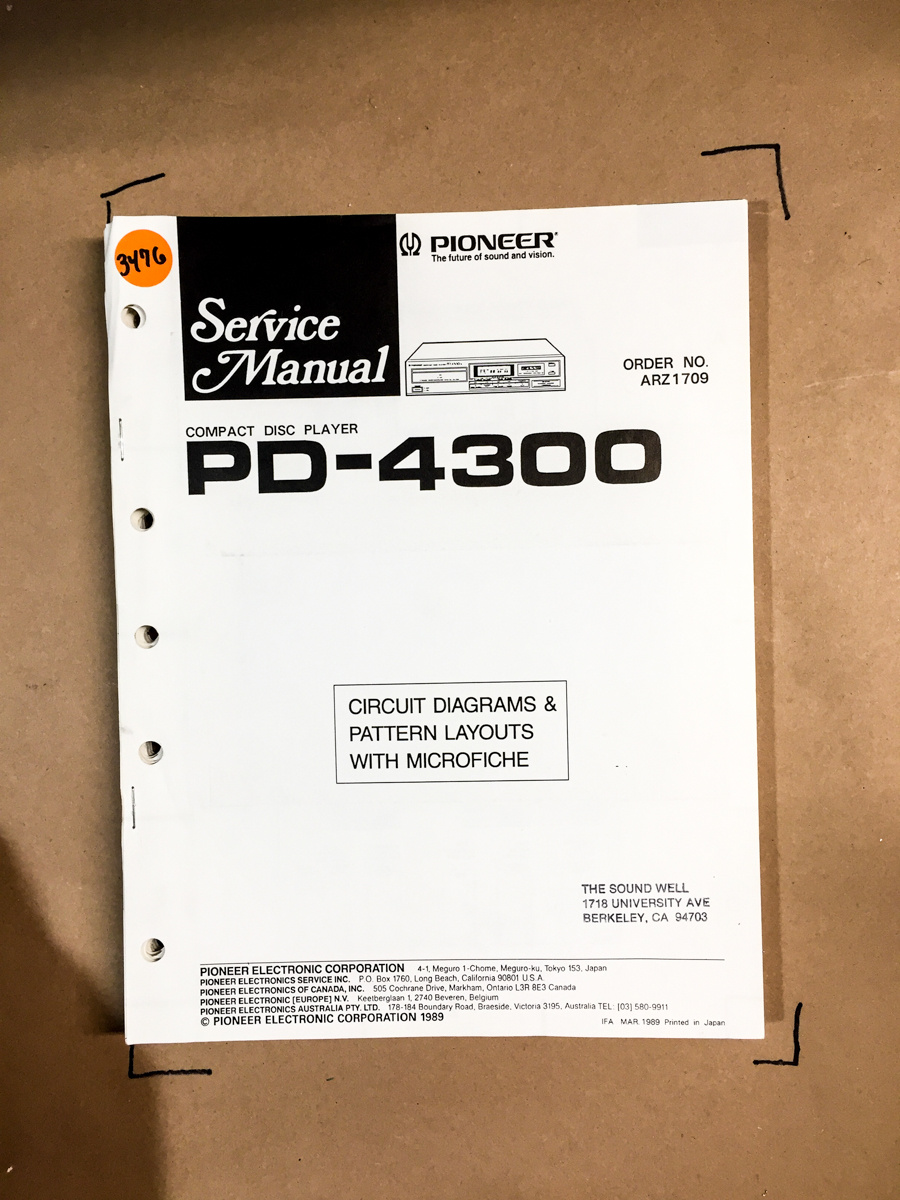 3476
PIONEER®
The future of sound and vision.
Service
Manual
ORDER NO.
ARZ1709
COMPACT DISC PLAYER
PD-4300
CIRCUIT DIAGRAMS &
PATTERN LAYOUTS
WITH MICROFICHE
THE SOUND WELL
1718 UNIVERSITY AVE
BERKELEY, CA 94703
PIONEER ELECTRONIC CORPORATION 4-1, Meguro 1-Chome, Meguro-ku, Tokyo 153, Japan
PIONEER ELECTRONICS SERVICE INC. P.O. Box 1760, Long Beach, California 90801 U.S.A.
PIONEER ELECTRONICS OF CANADA, INC. 505 Cochrane Drive, Markham, Ontario L3R 8E3 Canada
PIONEER ELECTRONIC [EUROPE] N.V. Keetberglaan 1, 2740 Beveren, Belgium
PIONEER ELECTRONICS AUSTRALIA PTY. LTD. 178-184 Boundary Road, Braeside, Victoria 3195, Australia TEL: [03] 580-9911
© PIONEER ELECTRONIC CORPORATION 1989
IFA MAR. 1989 Printed in Japan